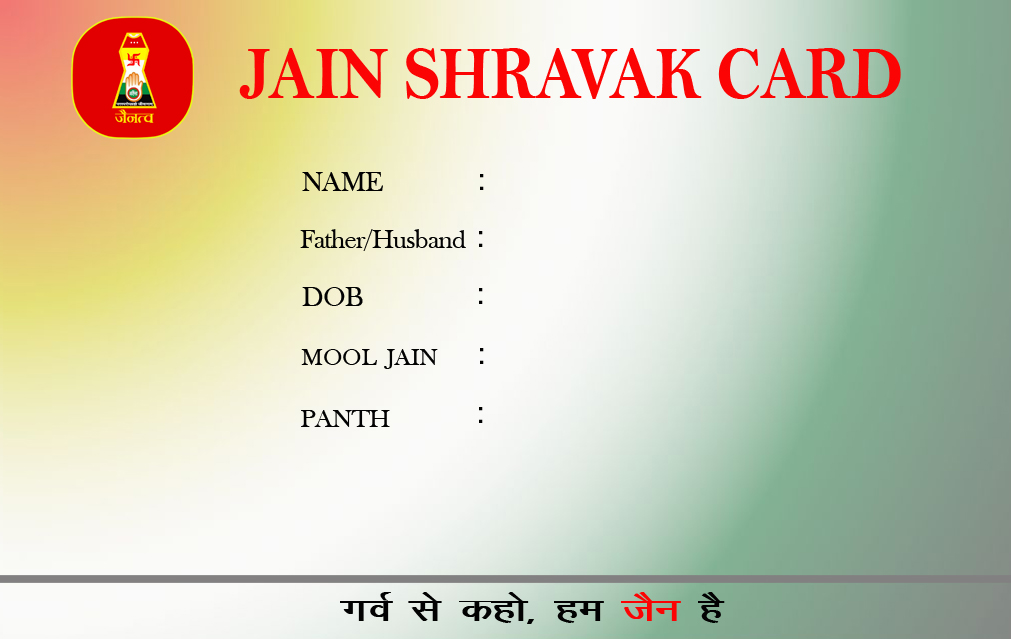 जैनत्व
JAIN SHRAVAK CARD
NAME :
Father/Husband :
DOB :
MOOL JAIN :
PANTH :
गर्व से कहो, हम जैन है